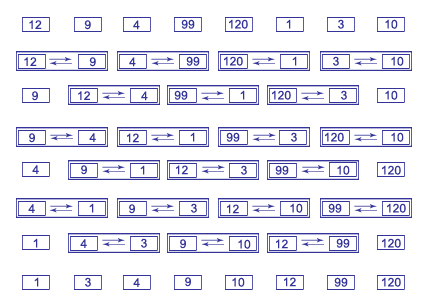 12 9 4 99 120 1 3 10
12 9 4 99 120 1 3 10
9 12 4 99 1 120 3 10
9 4 12 1 99 3 120 10
4 9 1 12 3 99 10 120
4 1 9 3 12 10 99 120
1 4 3 9 10 12 99 120
1 3 4 9 10 12 99 120